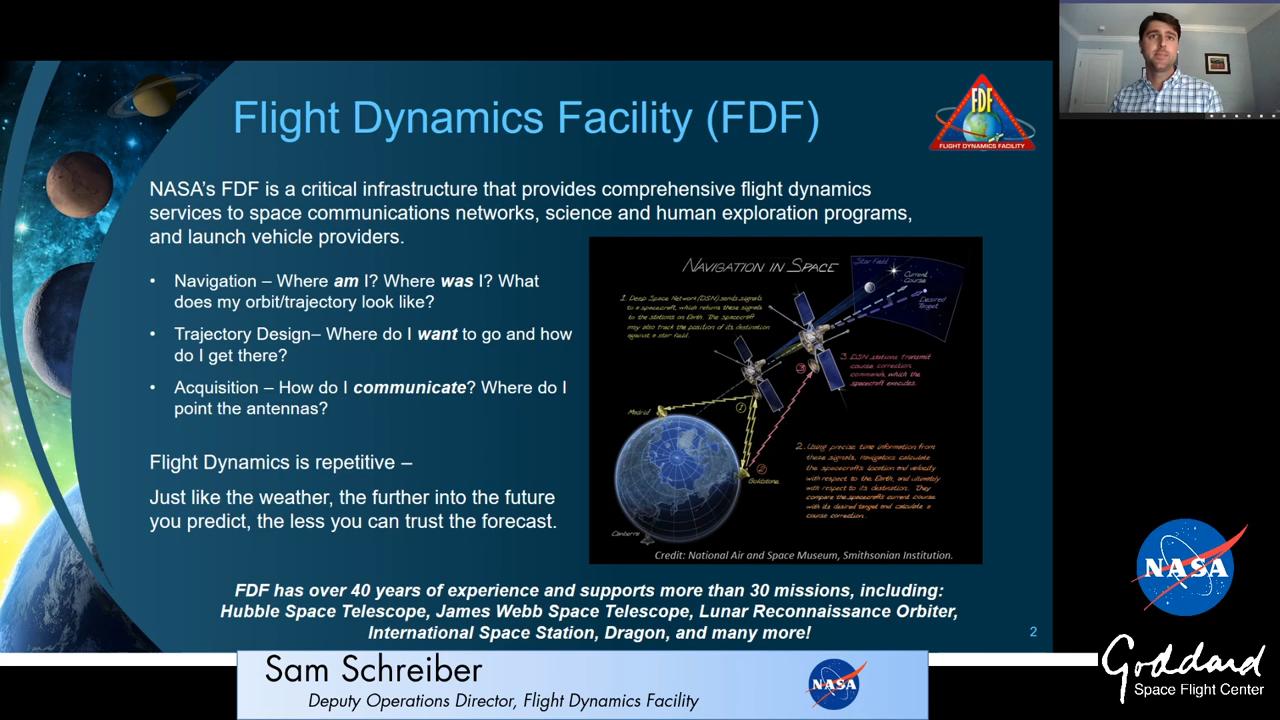 Flight Dynamics Facility (FDF)
FDF
FLIGHT DYNAMICS FACILITY
NASA's FDF is a critical infrastructure that provides comprehensive flight dynamics
services to space communications networks, science and human exploration programs,
and launch vehicle providers.
• Navigation – Where am I? Where was I? What
does my orbit/trajectory look like?
• Trajectory Design– Where do I want to go and how
do I get there?
• Acquisition – How do I communicate? Where do I
point the antennas?
Flight Dynamics is repetitive –
Just like the weather, the further into the future
you predict, the less you can trust the forecast.
NAVIGATION IN SPACE
Star Field
Current
Course
Desired
Target
1. Deep Space Network (DSN) sends signals
to a spacecraft, which returns these signals
to the stations on Earth. The spacecraft
may also track the position of its destination
against a star field.
3. DSN stations transmit
course correction
commands, which the
spacecraft executes.
3
Madrid
1
2
Goldstone
2. Using precise time information from
these signals, navigators calculate
the spacecraft's location and velocity
with respect to the Earth, and ultimately
with respect to its destination. They
compare the spacecraft's current course
with its desired target and calculate a
course correction.
Canberra
Credit: National Air and Space Museum, Smithsonian Institution.
FDF has over 40 years of experience and supports more than 30 missions, including:
Hubble Space Telescope, James Webb Space Telescope, Lunar Reconnaissance Orbiter,
International Space Station, Dragon, and many more!
2
Sam Schreiber
Deputy Operations Director, Flight Dynamics Facility
NASA
NASA
Goddard
Space Flight Center